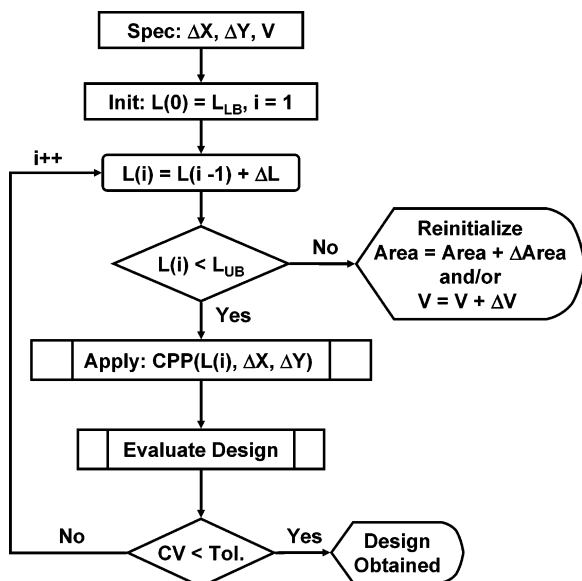 Spec: ΔX, ΔY, V
Init: L(0) = L_LB, i = 1
i++
L(i) = L(i -1) + ΔL
L(i) < L_UB
No
Reinitialize
Area = Area + ΔArea
and/or
V = V + ΔV
Yes
Apply: CPP(L(i), ΔX, ΔY)
Evaluate Design
No
CV < Tol.
Yes
Design
Obtained